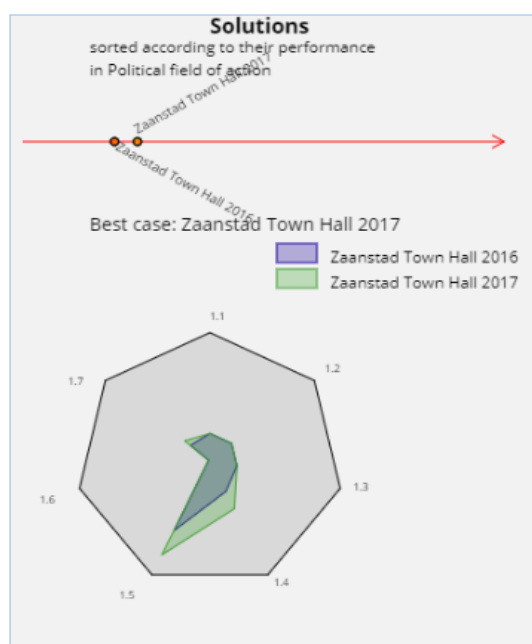 Solutions
sorted according to their performance
in Political field of action
Zaanstad Town Hall 2017
Zaanstad Town Hall 2016
Best case: Zaanstad Town Hall 2017
Zaanstad Town Hall 2016
Zaanstad Town Hall 2017
1.1
1.2
1.7
1.3
1.6
1.4
1.5